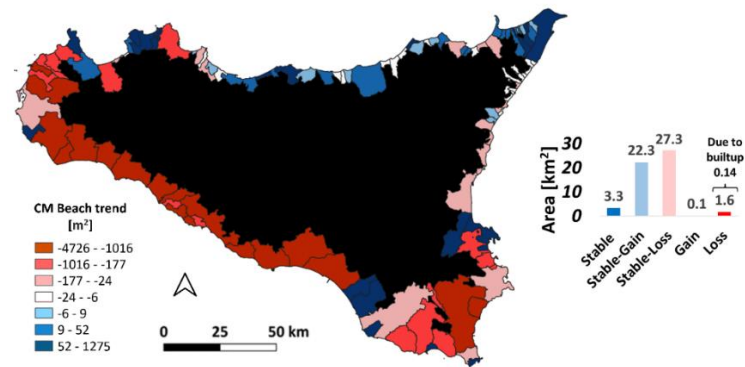 CM Beach trend
[m²]
-4726 - -1016
-1016 - -177
-177 - -24
-24 - -6
-6 - 9
9 - 52
52 - 1275
0 25 50 km
Area [km²]
30
20
10
0
3.3
22.3
27.3
0.1
1.6
Due to
builtup
0.14
Stable
Stable-Gain
Stable-Loss
Gain
Loss